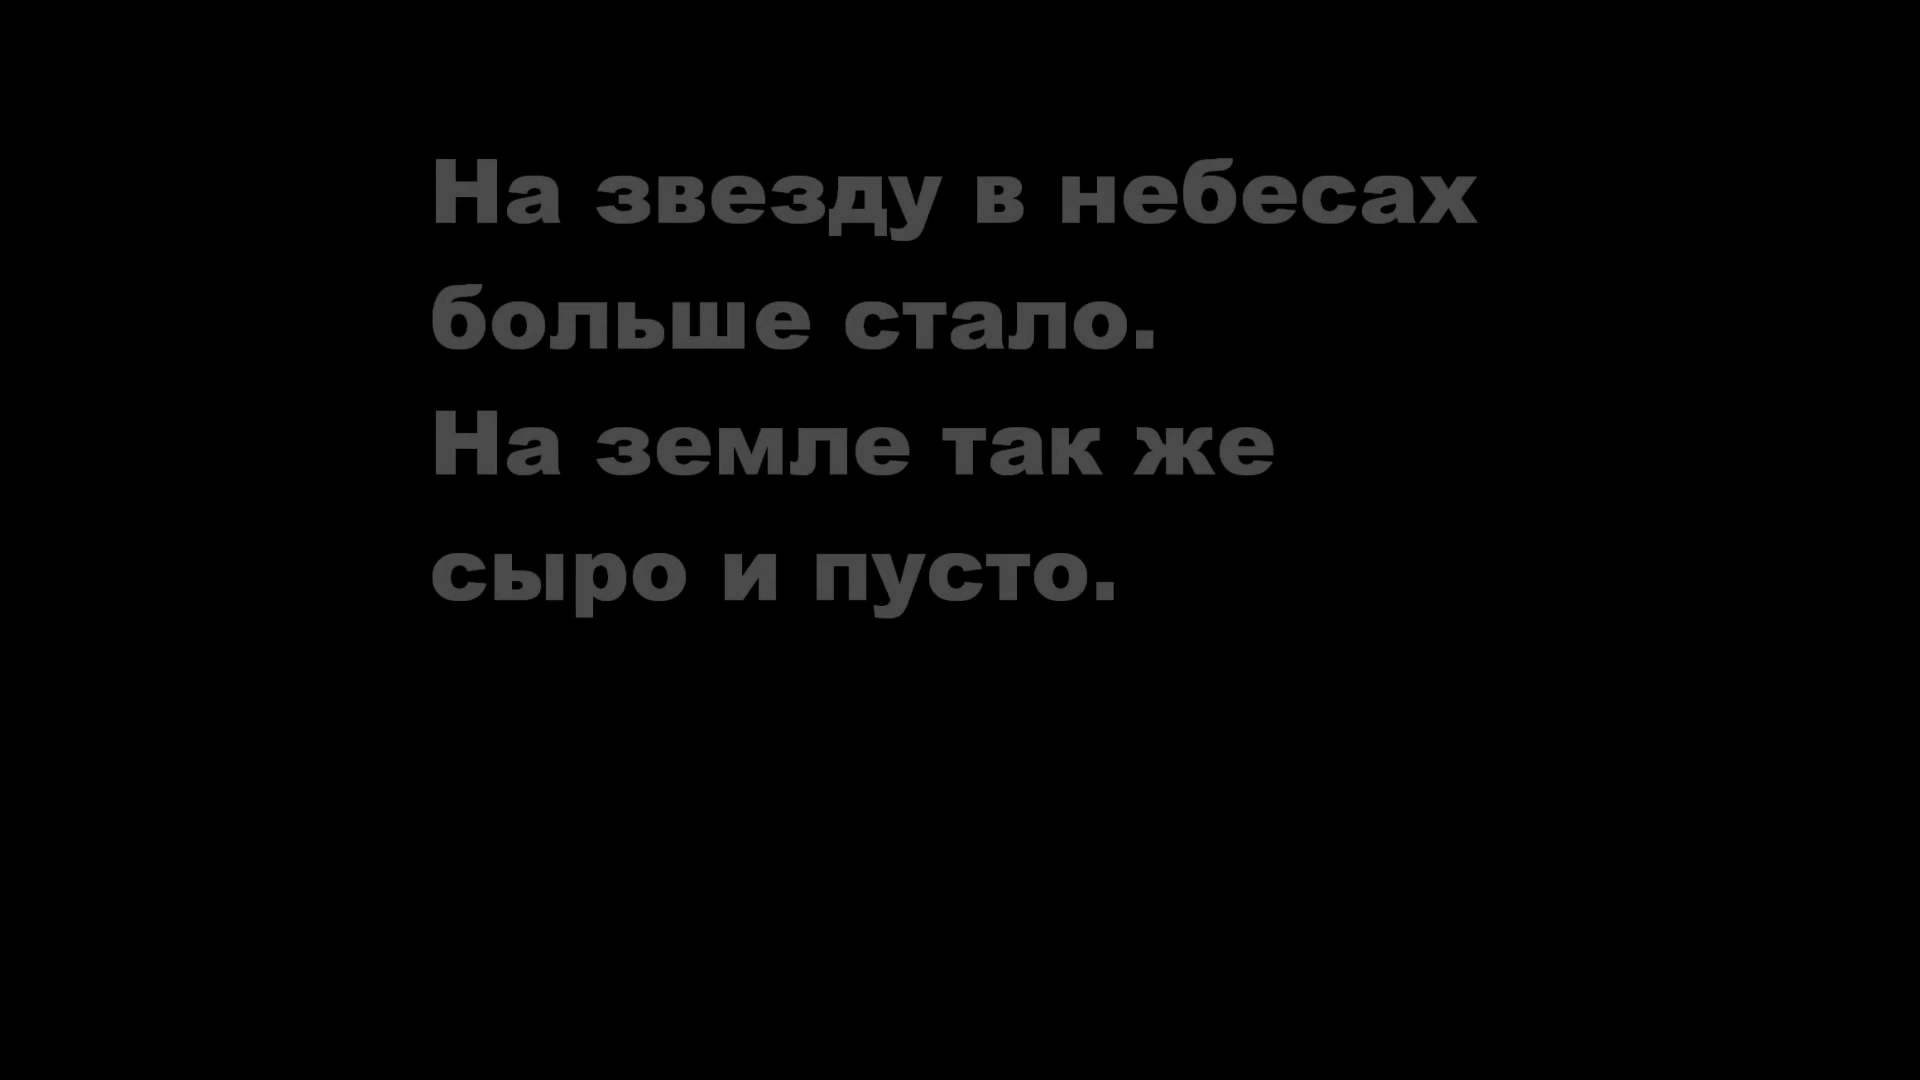 На звезду в небесах
больше стало.
На земле так же
сыро и пусто.